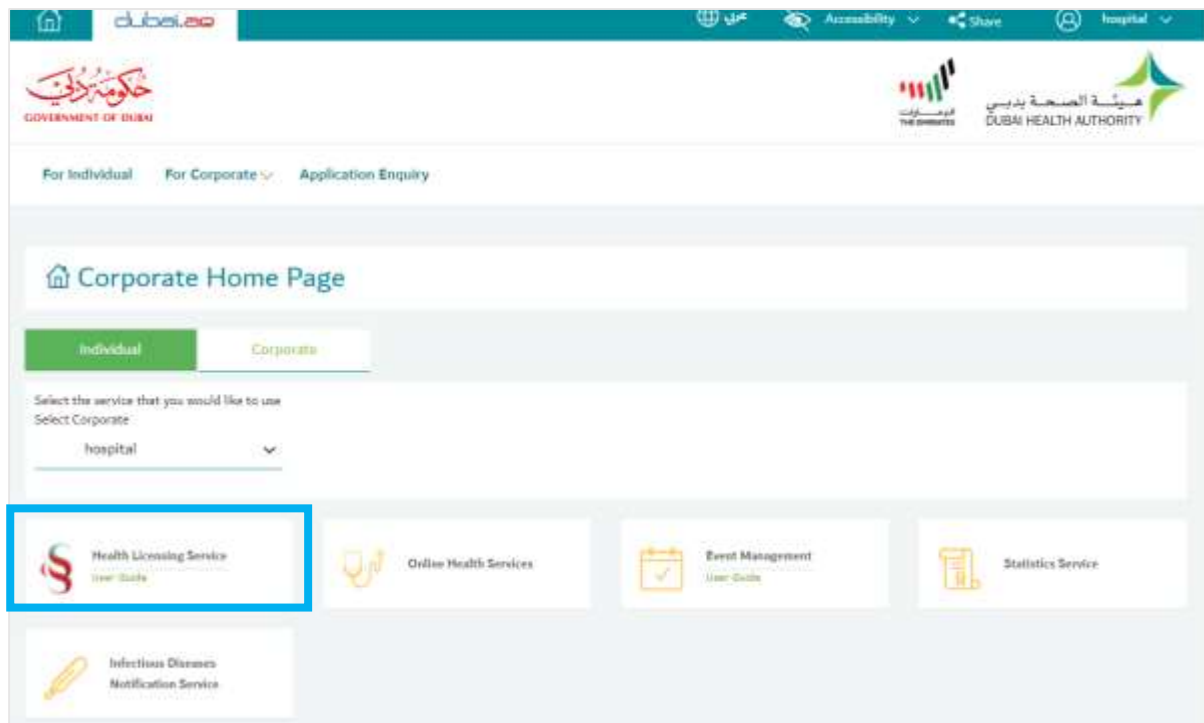 dubai.ae عربي Accessibility Share hospital
حكومة دبي
GOVERNMENT OF DUBAI
الإمارات
THE EMIRATES
هيئة الصحة بدبي
DUBAI HEALTH AUTHORITY
For Individual For Corporate Application Enquiry
Corporate Home Page
Individual Corporate
Select the service that you would like to use
Select Corporate
hospital
Health Licensing Service
User Guide
Online Health Services
Event Management
User Guide
Statistics Service
Infectious Diseases
Notification Service